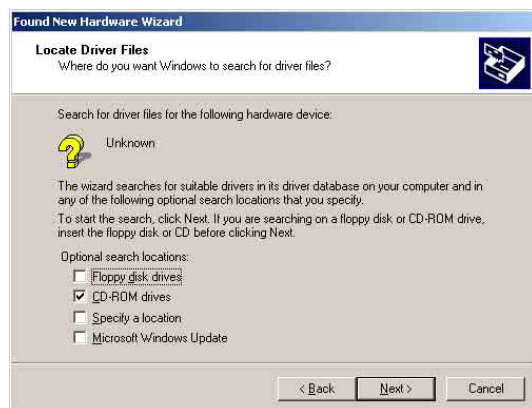 Found New Hardware Wizard
Locate Driver Files
Where do you want Windows to search for driver files?
Search for driver files for the following hardware device:
Unknown
The wizard searches for suitable drivers in its driver database on your computer and in
any of the following optional search locations that you specify.
To start the search, click Next. If you are searching on a floppy disk or CD-ROM drive,
insert the floppy disk or CD before clicking Next.
Optional search locations:
Floppy disk drives
CD-ROM drives
Specify a location
Microsoft Windows Update
< Back
Next >
Cancel